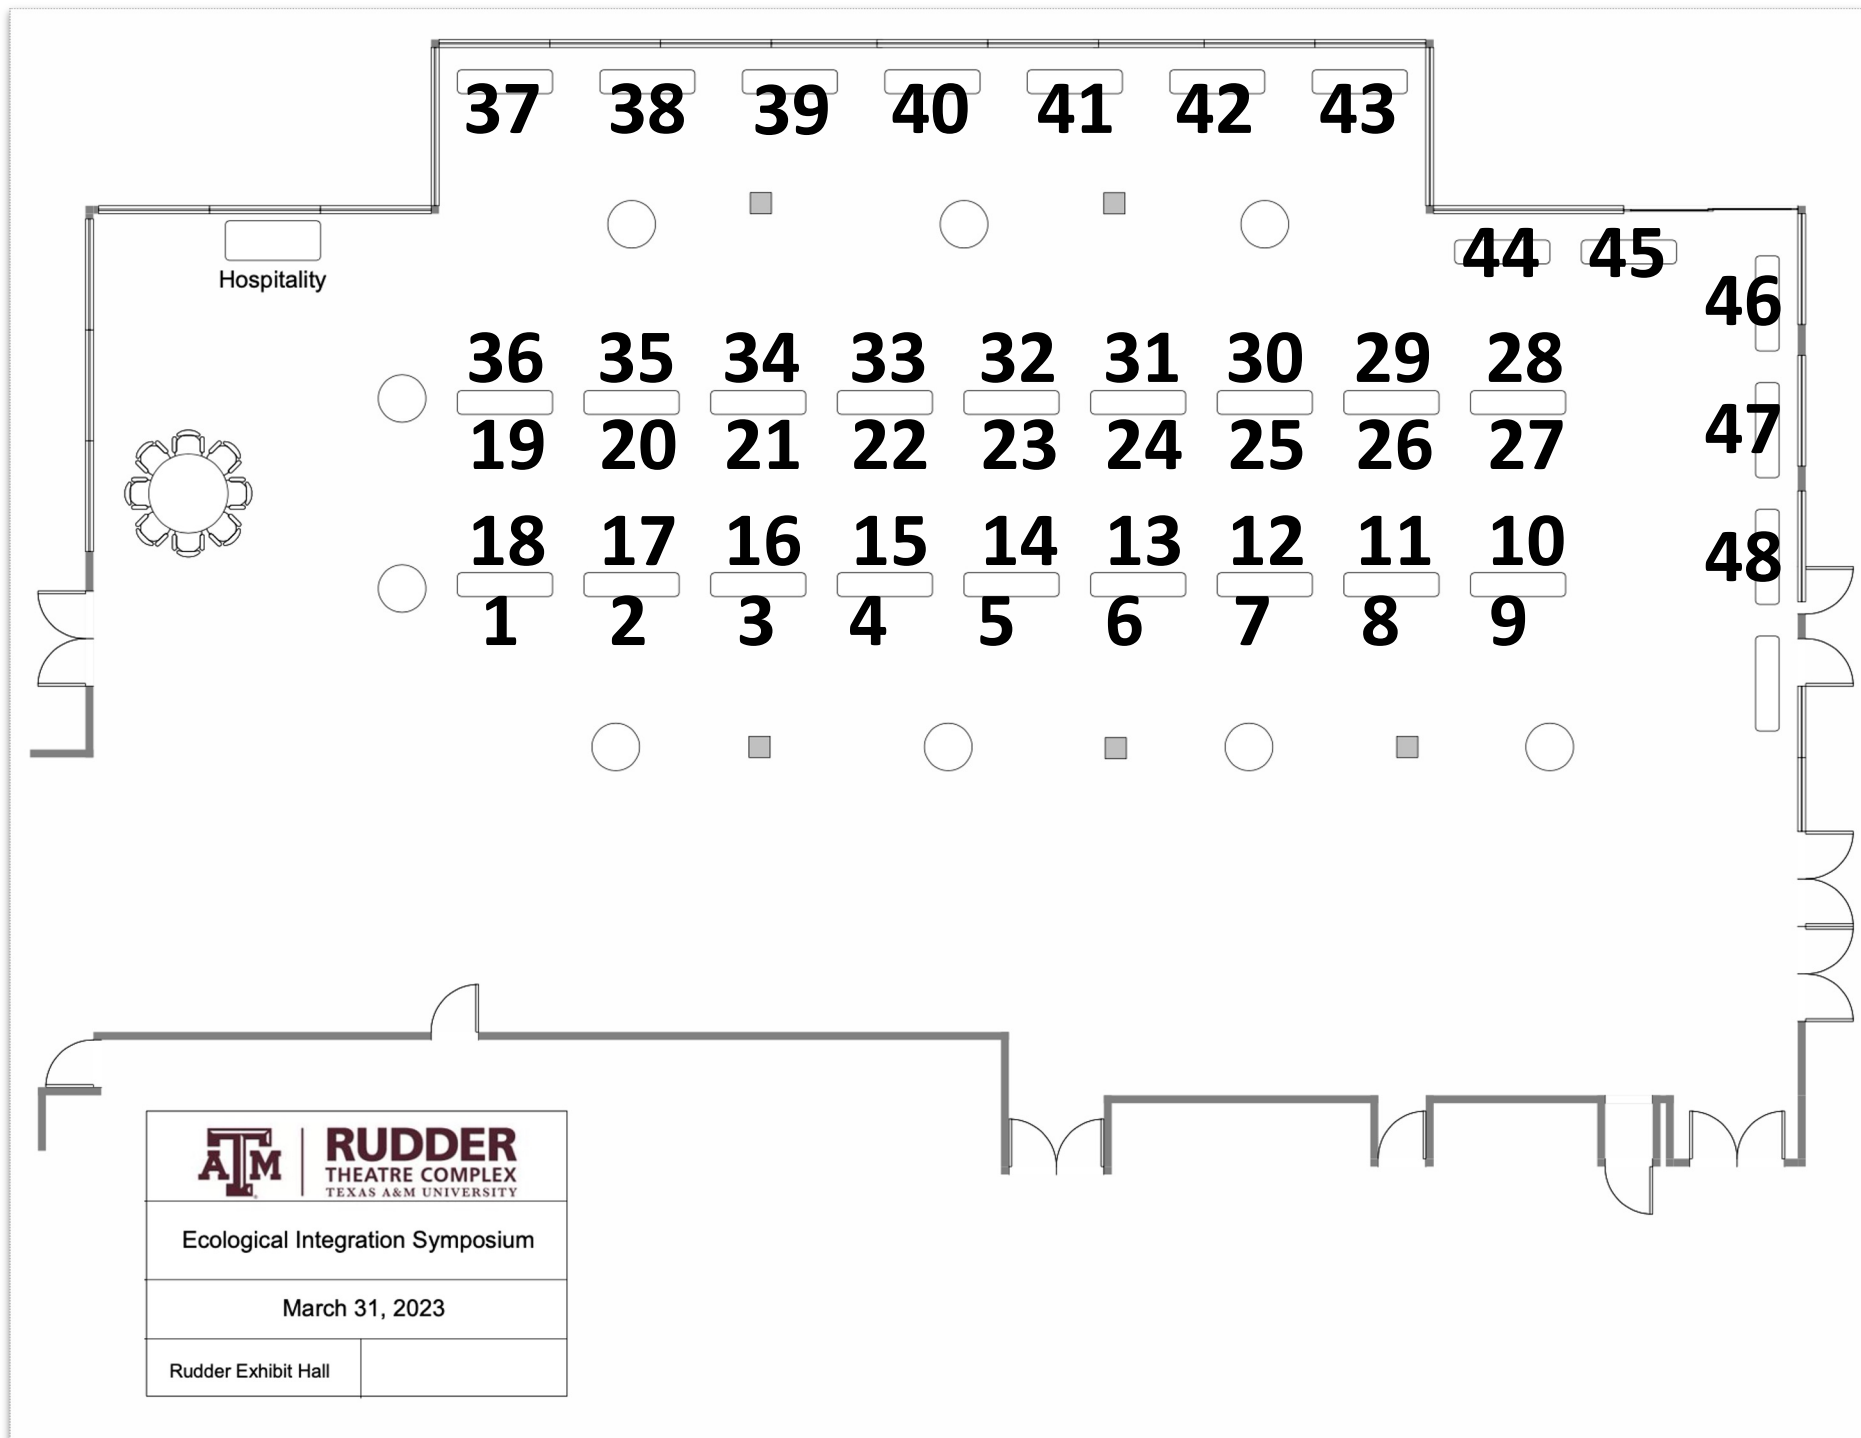 37 38 39 40 41 42 43
44 45
46
Hospitality
36 35 34 33 32 31 30 29 28
19 20 21 22 23 24 25 26 27
47
18 17 16 15 14 13 12 11 10
48
1 2 3 4 5 6 7 8 9
ATM
RUDDER
THEATRE COMPLEX
TEXAS A&M UNIVERSITY
Ecological Integration Symposium
March 31, 2023
Rudder Exhibit Hall